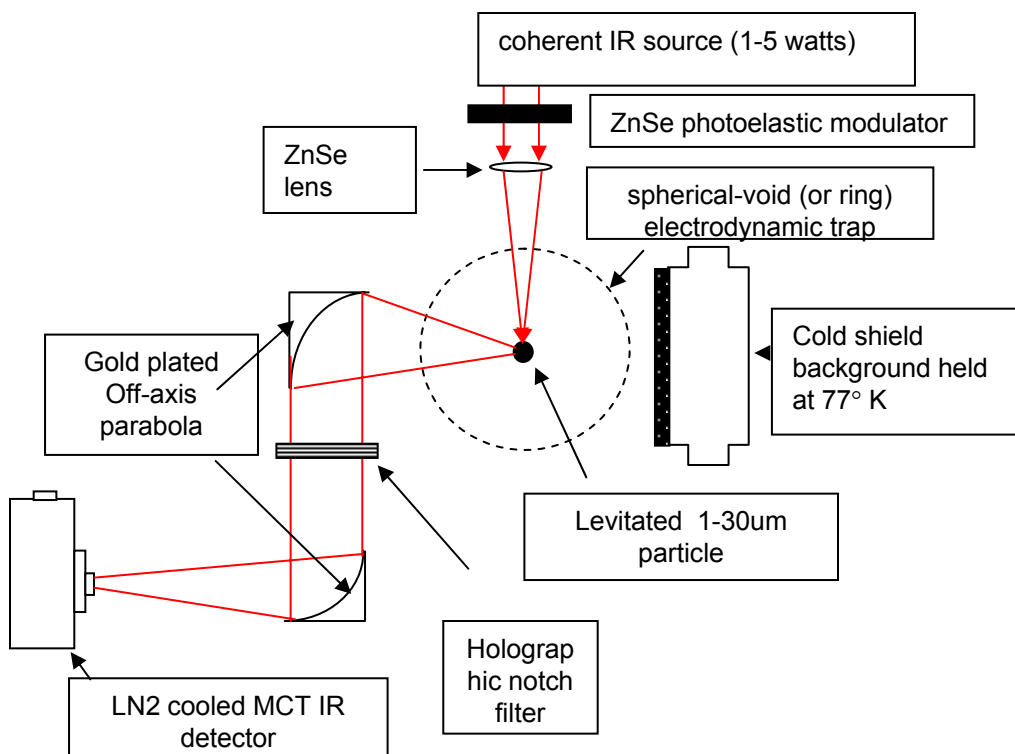 coherent IR source (1-5 watts)
ZnSe photoelastic modulator
ZnSe
lens
spherical-void (or ring)
electrodynamic trap
Gold plated
Off-axis
parabola
Cold shield
background held
at 77° K
Levitated 1-30um
particle
Holograp
hic notch
filter
LN2 cooled MCT IR
detector